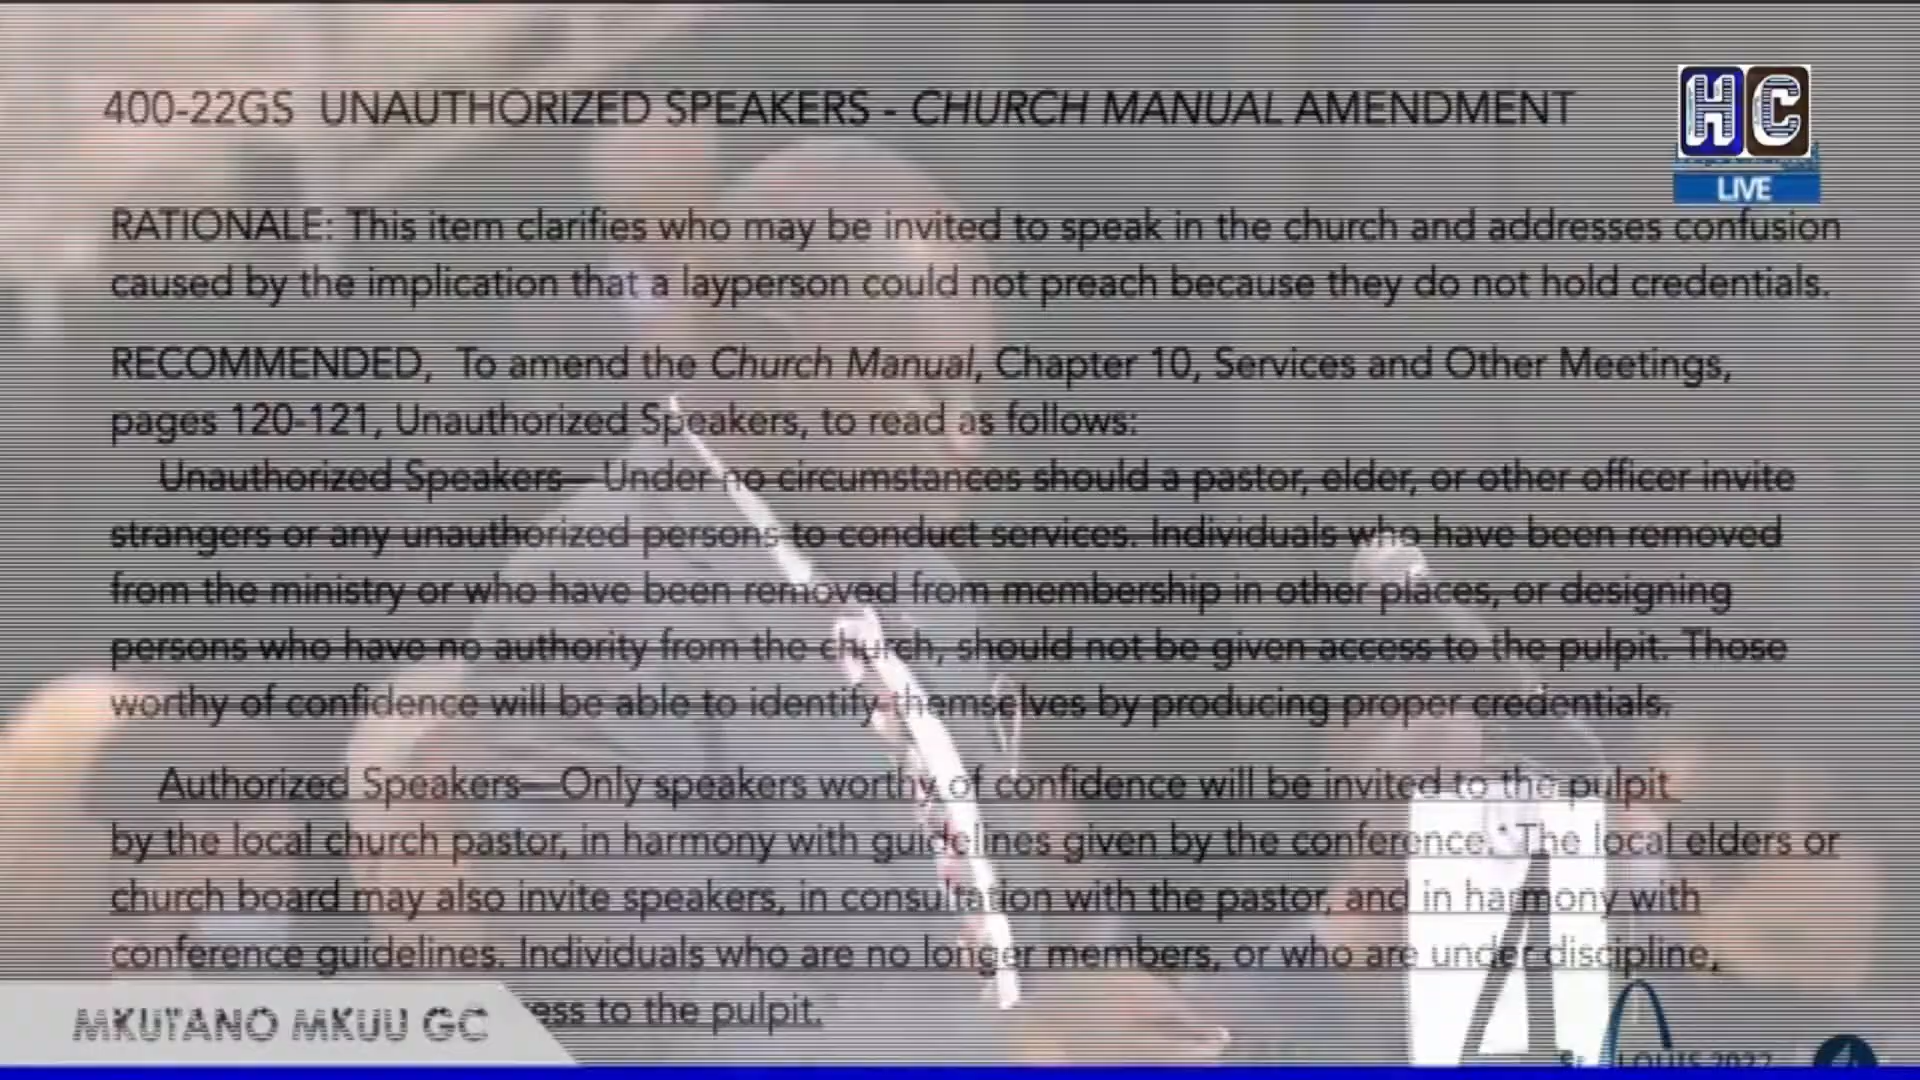 400-22GS UNAUTHORIZED SPEAKERS - CHURCH MANUAL AMENDMENT
HC
LIVE
RATIONALE: This item clarifies who may be invited to speak in the church and addresses confusion
caused by the implication that a layperson could not preach because they do not hold credentials.
RECOMMENDED, To amend the Church Manual, Chapter 10, Services and Other Meetings,
pages 120-121, Unauthorized Speakers, to read as follows:
Unauthorized Speakers—Under no circumstances should a pastor, elder, or other officer invite
strangers or any unauthorized persons to conduct services. Individuals who have been removed
from the ministry or who have been removed from membership in other places, or designing
persons who have no authority from the church, should not be given access to the pulpit. Those
worthy of confidence will be able to identify themselves by producing proper credentials.
Authorized Speakers—Only speakers worthy of confidence will be invited to the pulpit
by the local church pastor, in harmony with guidelines given by the conference. The local elders or
church board may also invite speakers, in consultation with the pastor, and in harmony with
conference guidelines. Individuals who are no longer members, or who are under discipline,
ess to the pulpit.
MKUTANO MKUU GC
St. LOUIS 2022